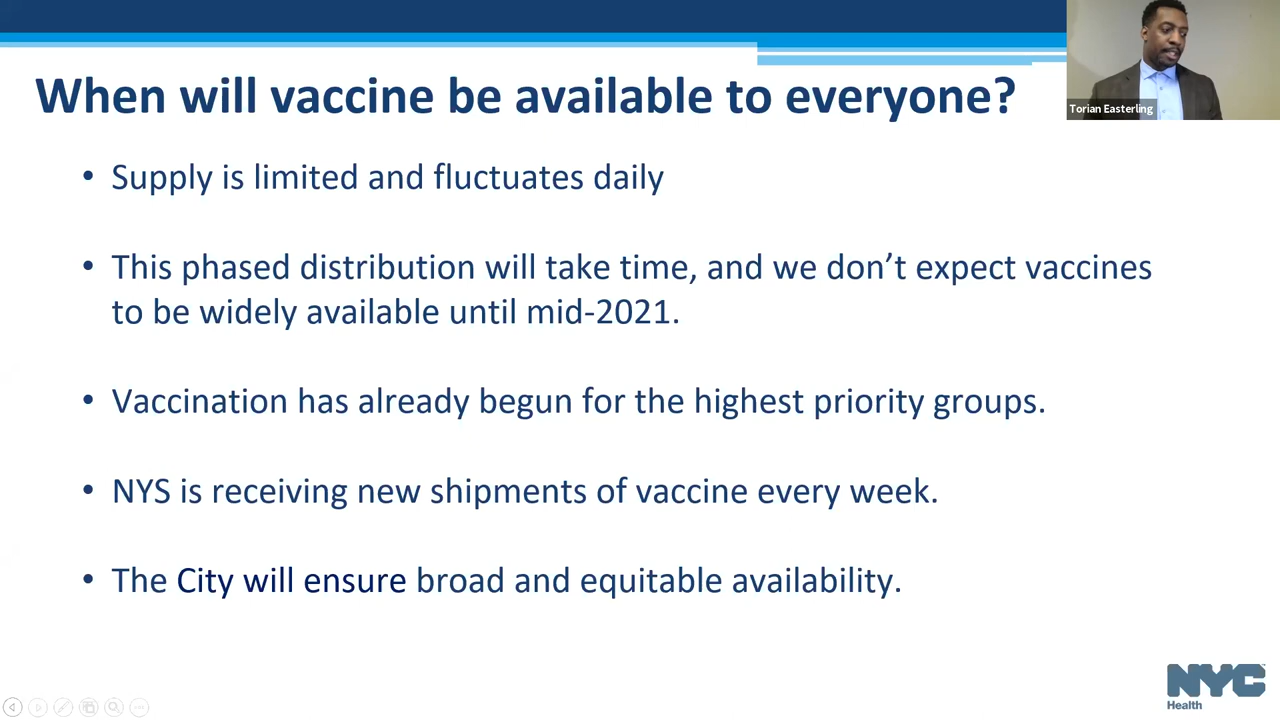 When will vaccine be available to everyone?
Torian Easterling
• Supply is limited and fluctuates daily
• This phased distribution will take time, and we don’t expect vaccines
to be widely available until mid-2021.
• Vaccination has already begun for the highest priority groups.
• NYS is receiving new shipments of vaccine every week.
• The City will ensure broad and equitable availability.
NYC
Health